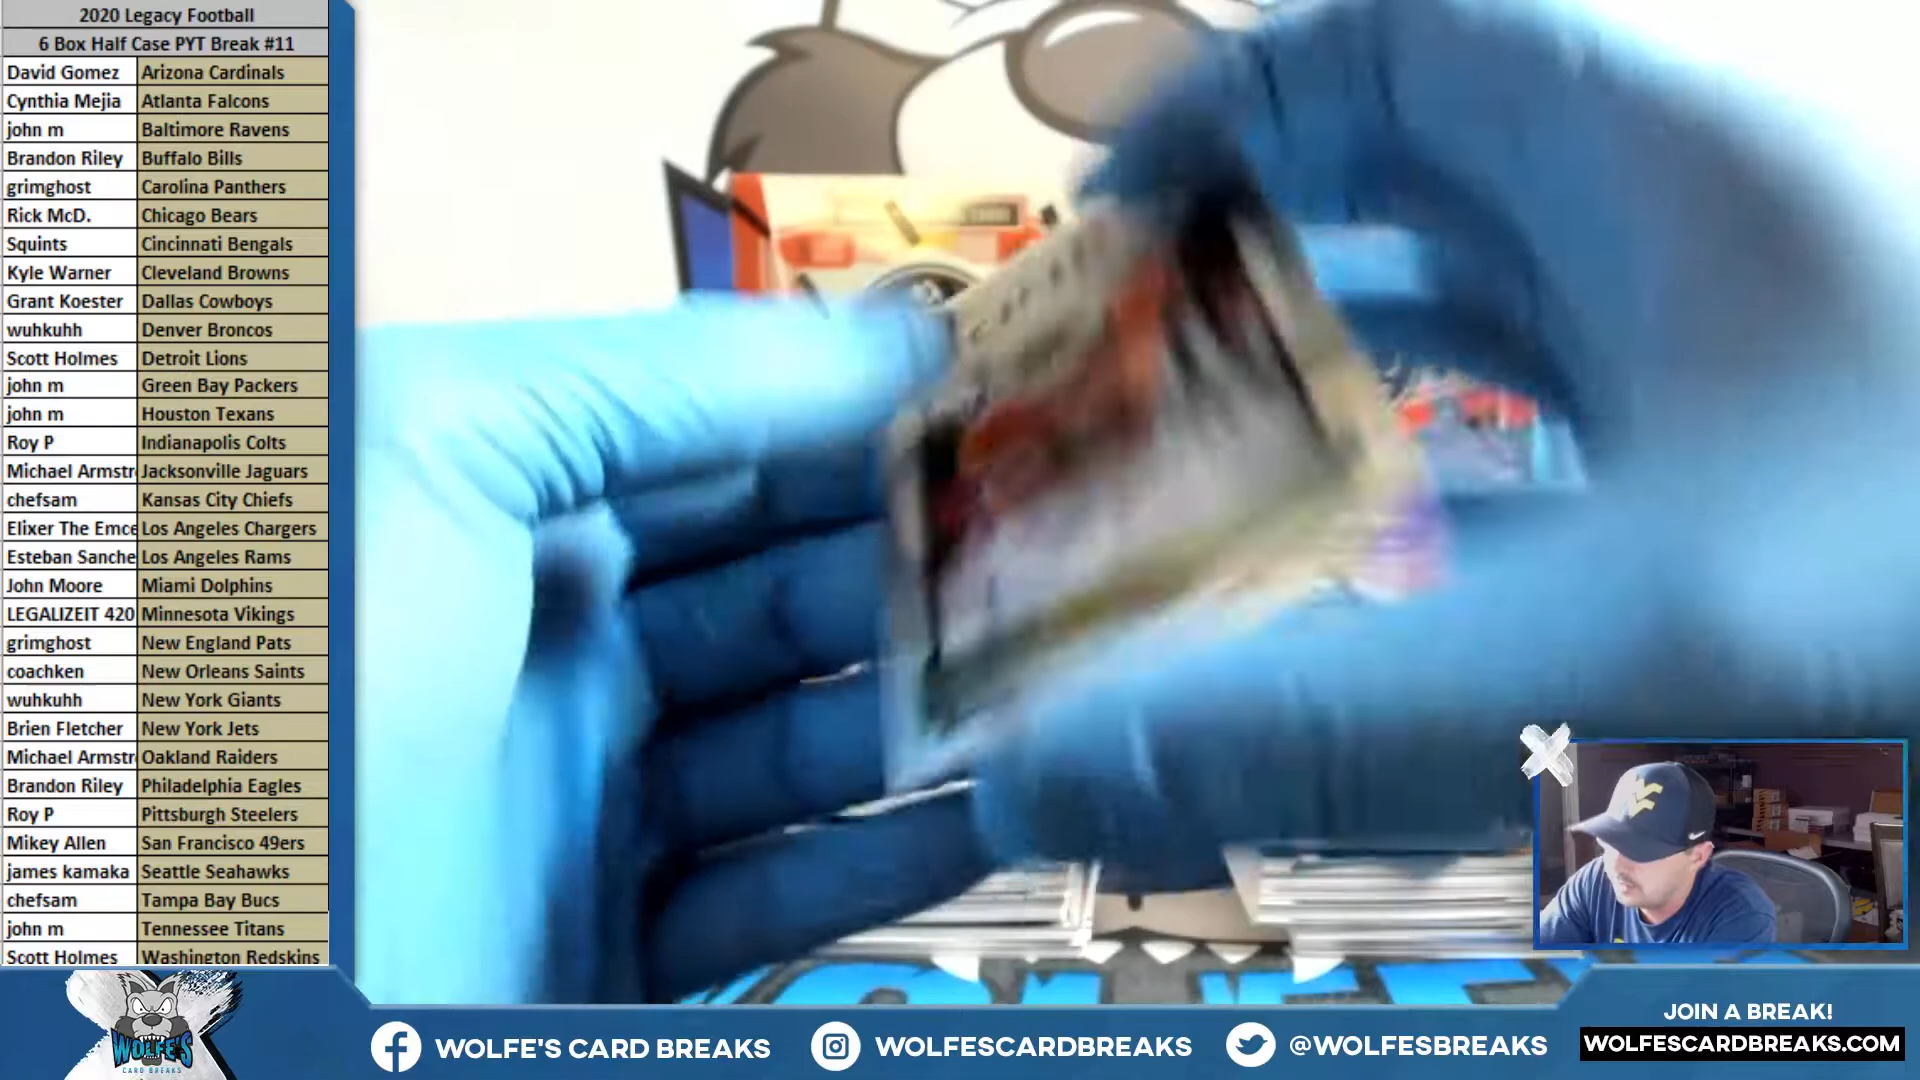 2020 Legacy Football
6 Box Half Case PYT Break #11
David Gomez Arizona Cardinals
Cynthia Mejia Atlanta Falcons
john m Baltimore Ravens
Brandon Riley Buffalo Bills
grimghost Carolina Panthers
Rick McD. Chicago Bears
Squints Cincinnati Bengals
Kyle Warner Cleveland Browns
Grant Koester Dallas Cowboys
wuhkuhh Denver Broncos
Scott Holmes Detroit Lions
john m Green Bay Packers
john m Houston Texans
Roy P Indianapolis Colts
Michael Armstr Jacksonville Jaguars
chefsam Kansas City Chiefs
Elixer The Emce Los Angeles Chargers
Esteban Sanche Los Angeles Rams
John Moore Miami Dolphins
LEGALIZEIT 420 Minnesota Vikings
grimghost New England Pats
coachken New Orleans Saints
wuhkuhh New York Giants
Brien Fletcher New York Jets
Michael Armstr Oakland Raiders
Brandon Riley Philadelphia Eagles
Roy P Pittsburgh Steelers
Mikey Allen San Francisco 49ers
james kamaka Seattle Seahawks
chefsam Tampa Bay Bucs
john m Tennessee Titans
Scott Holmes Washington Redskins
WOLFE'S
CARD BREAKS
WOLFE'S CARD BREAKS
WOLFESCARDBREAKS
@WOLFESBREAKS
JOIN A BREAK!
WOLFESCARDBREAKS.COM